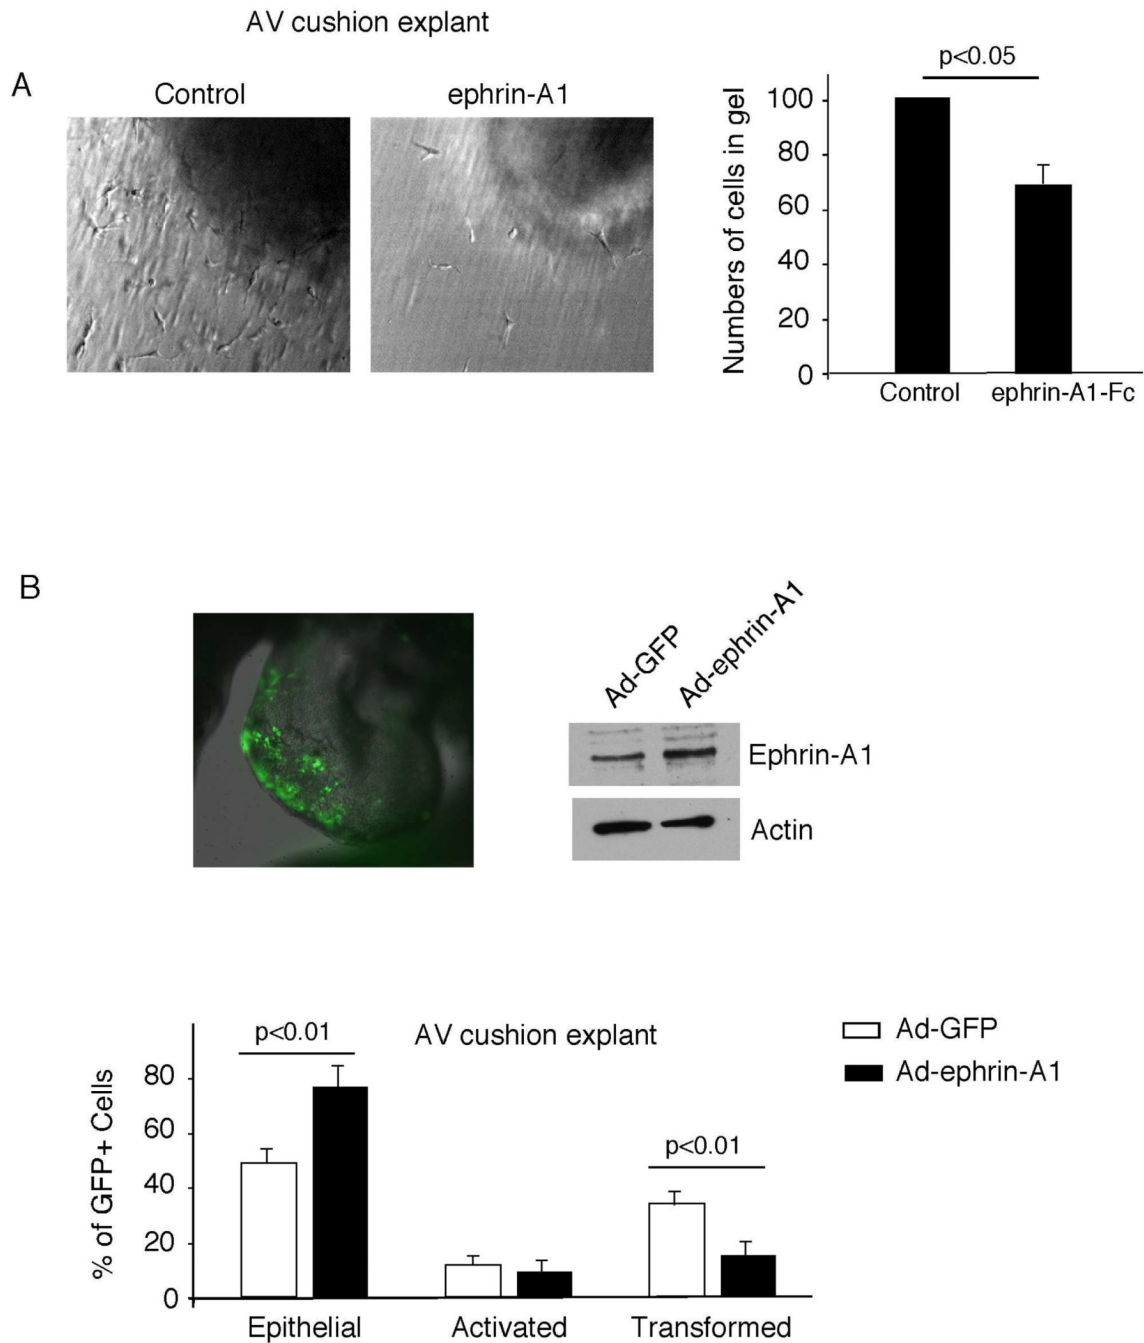 AV cushion explant
A
Control
ephrin-A1
p<0.05
Numbers of cells in gel
100
80
60
40
20
0
Control
ephrin-A1-Fc
B
Ad-GFP
Ad-ephrin-A1
Ephrin-A1
Actin
AV cushion explant
p<0.01
p<0.01
Ad-GFP
Ad-ephrin-A1
% of GFP+ Cells
80
60
40
20
0
Epithelial
Activated
Transformed